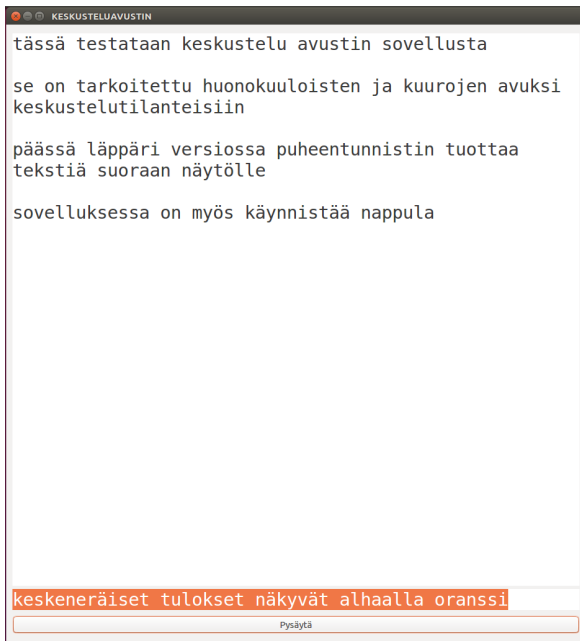 KESKUSTELUAVUSTIN
tässä testataan keskustelu avustin sovellusta
se on tarkoitettu huonokuuloisten ja kuurojen avuksi
keskustelutilanteisiin
päässä läppäri versiossa puheentunnistin tuottaa
tekstiä suoraan näytölle
sovelluksessa on myös käynnistää nappula
keskeneräiset tulokset näkyvät alhaalla oranssi
Pysäytä